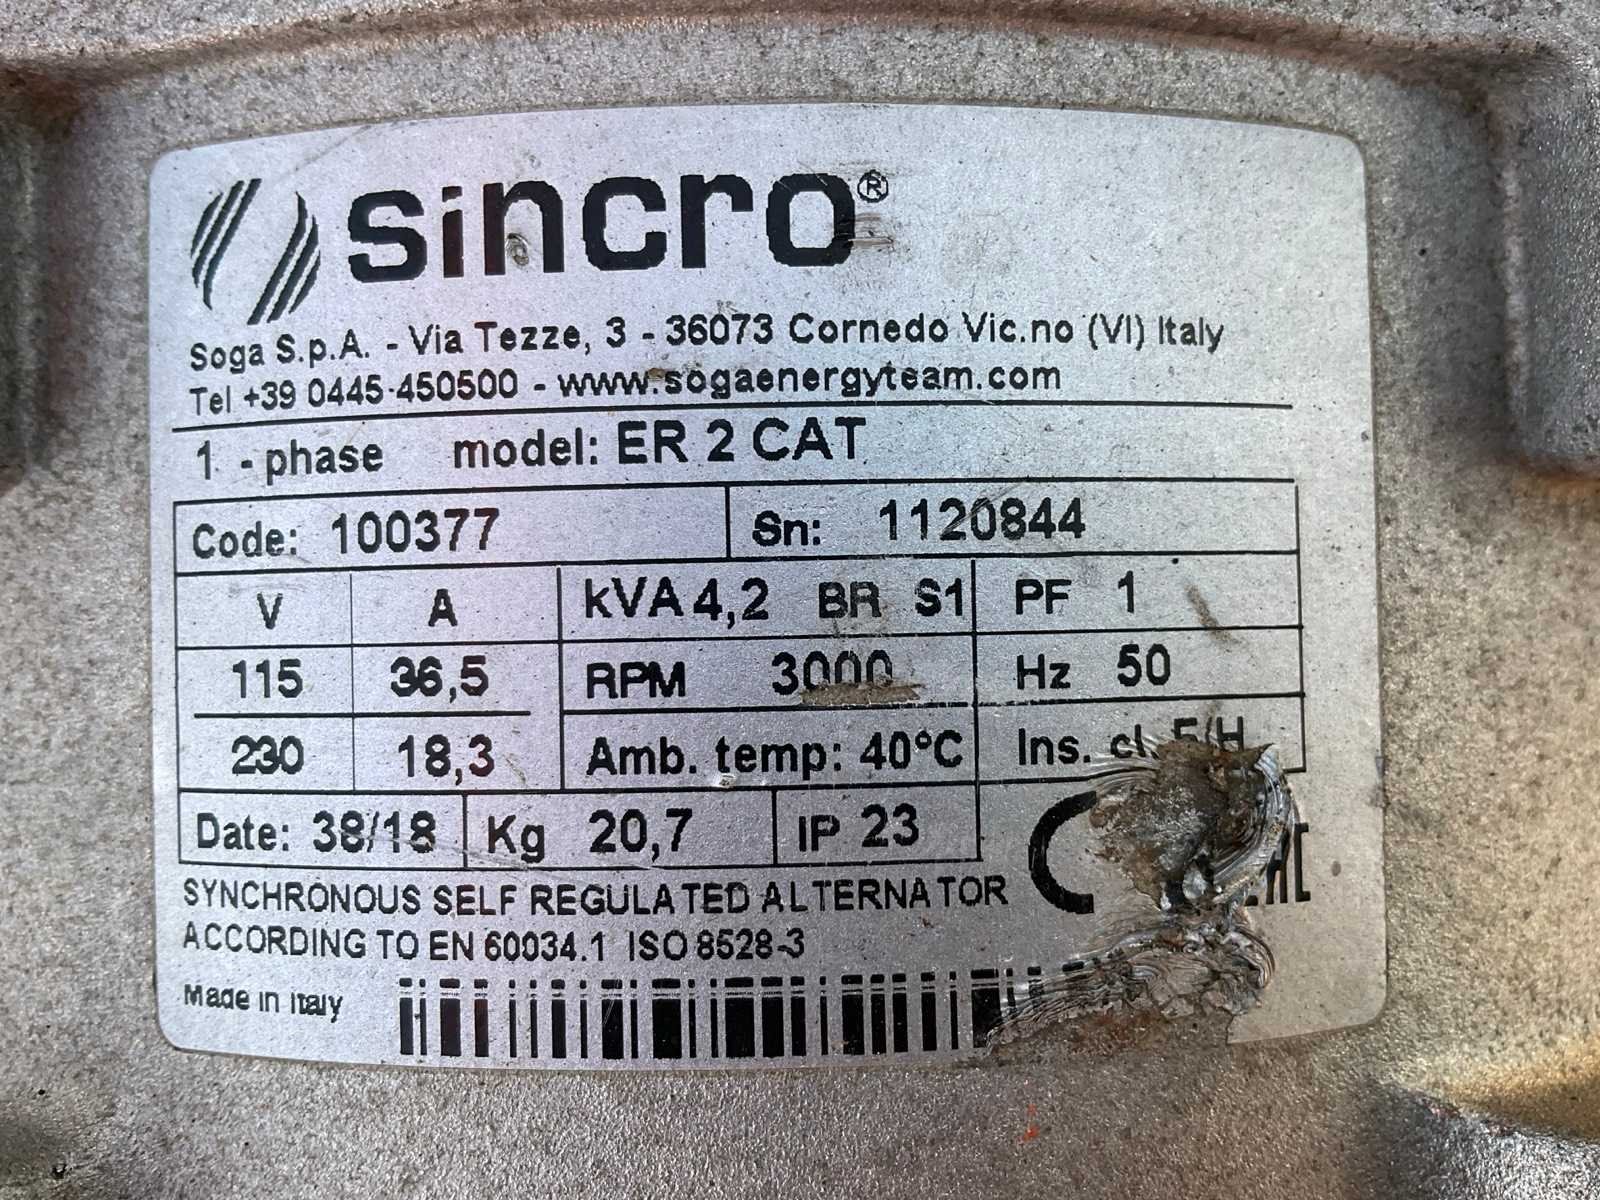 sincro®
Soga S.p.A. - Via Tezze, 3 - 36073 Cornedo Vic.no (VI) Italy
Tel +39 0445-450500 - www.sogaenergyteam.com
1 - phase model: ER 2 CAT
Code: 100377 Sn: 1120844
V A kVA 4,2 BR S1 PF 1
115 36,5 RPM 3000 Hz 50
230 18,3 Amb. temp: 40°C Ins. cl. F/H
Date: 38/18 Kg 20,7 IP 23
SYNCHRONOUS SELF REGULATED ALTERNATOR
ACCORDING TO EN 60034.1 ISO 8528-3
Made in Italy